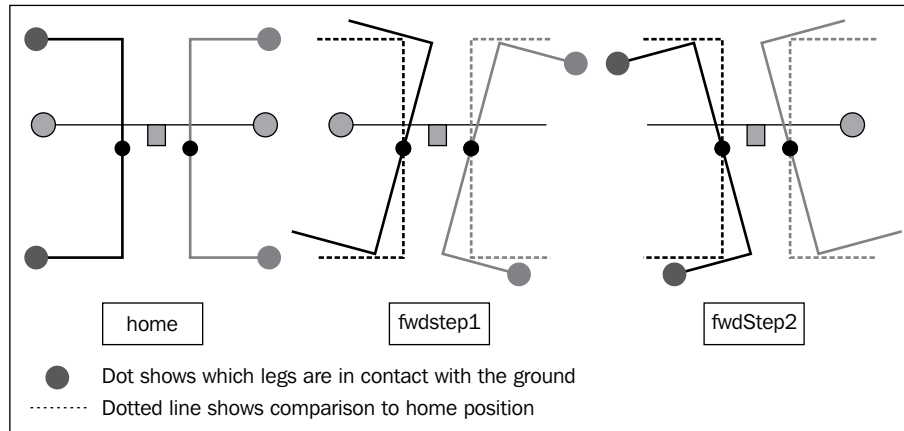 home
fwdstep1
fwdStep2
Dot shows which legs are in contact with the ground
Dotted line shows comparison to home position